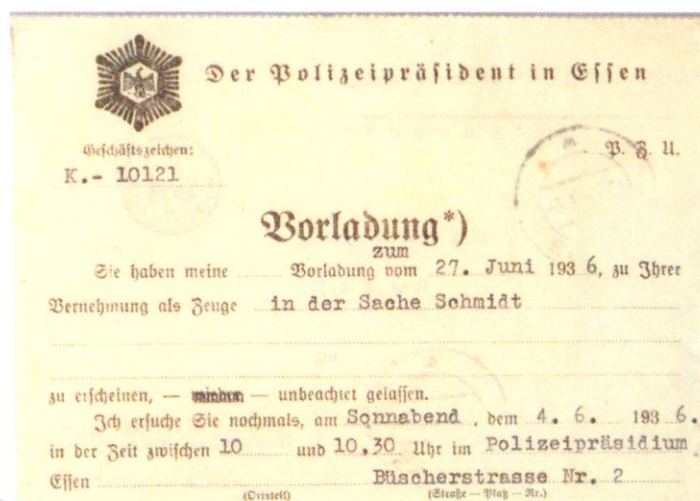 Der Polizeipräsident in Essen
Geschäftszeichen:
K.- 10121
P. Z. U.
Vorladung*)
zum
Sie haben meine Vorladung vom 27. Juni 1936, zu Ihrer
Vernehmung als Zeuge in der Sache Schmidt
zu erscheinen, — — unbeachtet gelassen.
Ich ersuche Sie nochmals, am Sonnabend, dem 4. 6. 1936.
in der Zeit zwischen 10 und 10.30 Uhr im Polizeipräsidium
Essen Büscherstrasse Nr. 2
(Ortsteil) (Straße — Platz — Nr.)